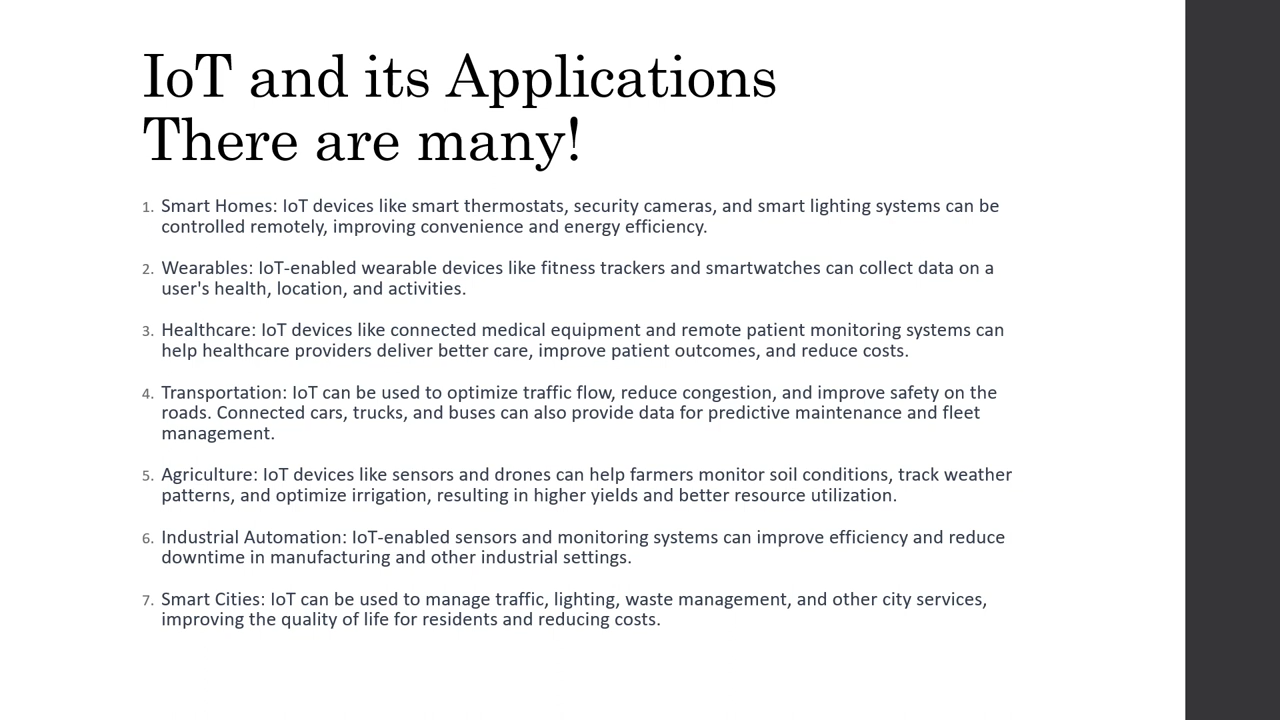 IoT and its Applications
There are many!
1. Smart Homes: IoT devices like smart thermostats, security cameras, and smart lighting systems can be
controlled remotely, improving convenience and energy efficiency.
2. Wearables: IoT-enabled wearable devices like fitness trackers and smartwatches can collect data on a
user's health, location, and activities.
3. Healthcare: IoT devices like connected medical equipment and remote patient monitoring systems can
help healthcare providers deliver better care, improve patient outcomes, and reduce costs.
4. Transportation: IoT can be used to optimize traffic flow, reduce congestion, and improve safety on the
roads. Connected cars, trucks, and buses can also provide data for predictive maintenance and fleet
management.
5. Agriculture: IoT devices like sensors and drones can help farmers monitor soil conditions, track weather
patterns, and optimize irrigation, resulting in higher yields and better resource utilization.
6. Industrial Automation: IoT-enabled sensors and monitoring systems can improve efficiency and reduce
downtime in manufacturing and other industrial settings.
7. Smart Cities: IoT can be used to manage traffic, lighting, waste management, and other city services,
improving the quality of life for residents and reducing costs.